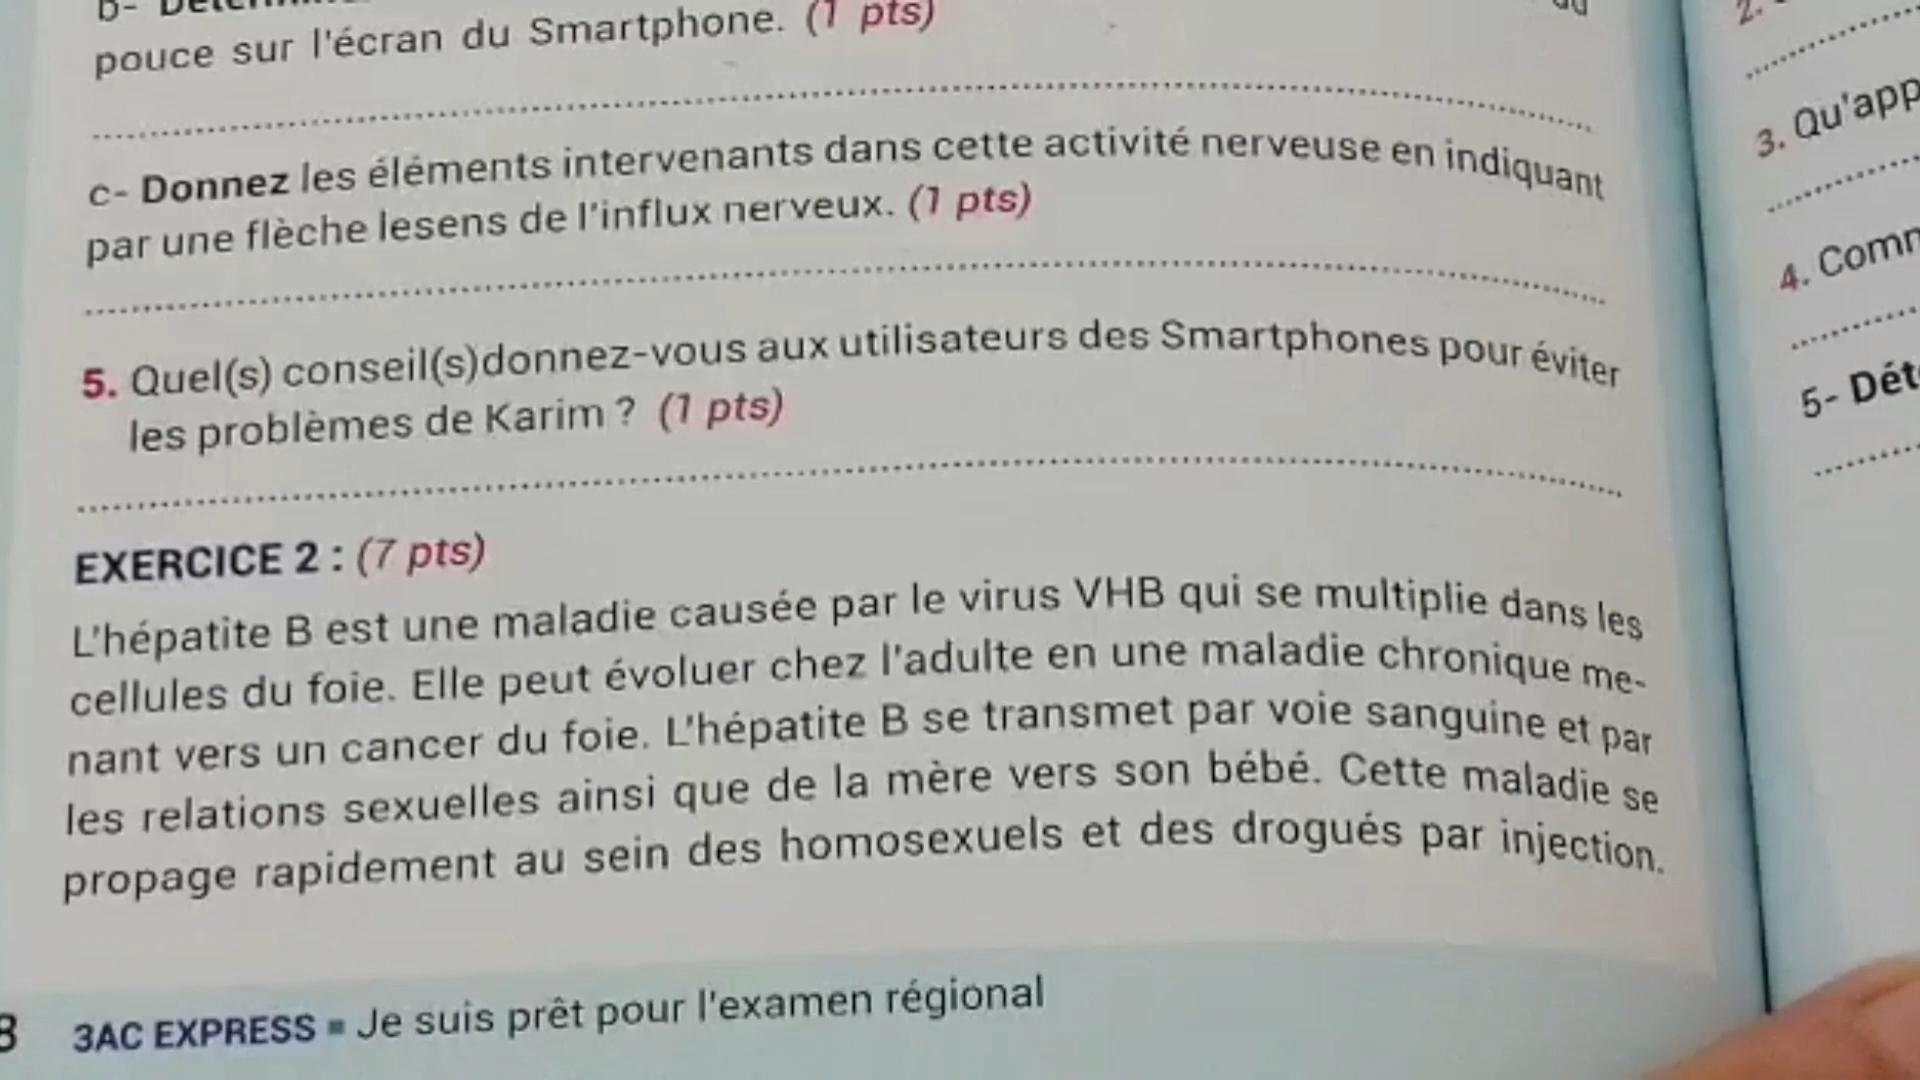 pouce sur l'écran du Smartphone. (1 pts)
c- Donnez les éléments intervenants dans cette activité nerveuse en indiquant
par une flèche lesens de l'influx nerveux. (1 pts)
5. Quel(s) conseil(s)donnez-vous aux utilisateurs des Smartphones pour éviter
les problèmes de Karim ? (1 pts)
EXERCICE 2 : (7 pts)
L'hépatite B est une maladie causée par le virus VHB qui se multiplie dans les
cellules du foie. Elle peut évoluer chez l'adulte en une maladie chronique me-
nant vers un cancer du foie. L'hépatite B se transmet par voie sanguine et par
les relations sexuelles ainsi que de la mère vers son bébé. Cette maladie se
propage rapidement au sein des homosexuels et des drogués par injection.
3AC EXPRESS ▪ Je suis prêt pour l'examen régional
2.
3. Qu'app
4. Comm
5- Dét